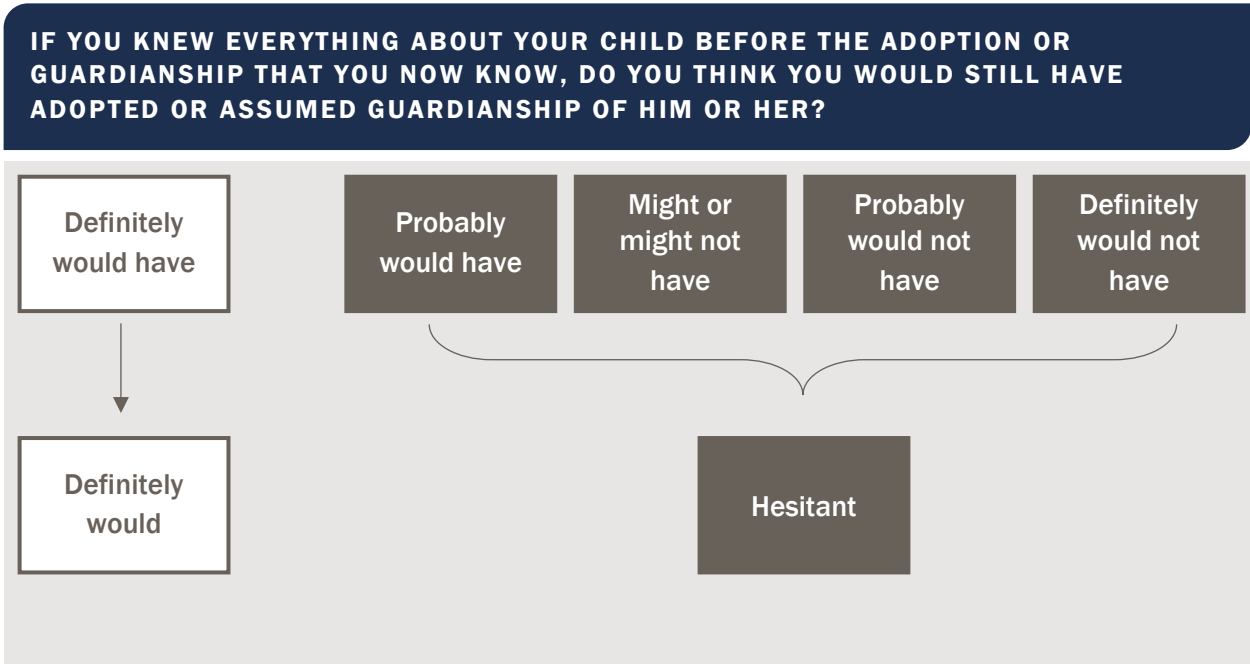 IF YOU KNEW EVERYTHING ABOUT YOUR CHILD BEFORE THE ADOPTION OR
GUARDIANSHIP THAT YOU NOW KNOW, DO YOU THINK YOU WOULD STILL HAVE
ADOPTED OR ASSUMED GUARDIANSHIP OF HIM OR HER?
Definitely
would have
Probably
would have
Might or
might not
have
Probably
would not
have
Definitely
would not
have
Definitely
would
Hesitant